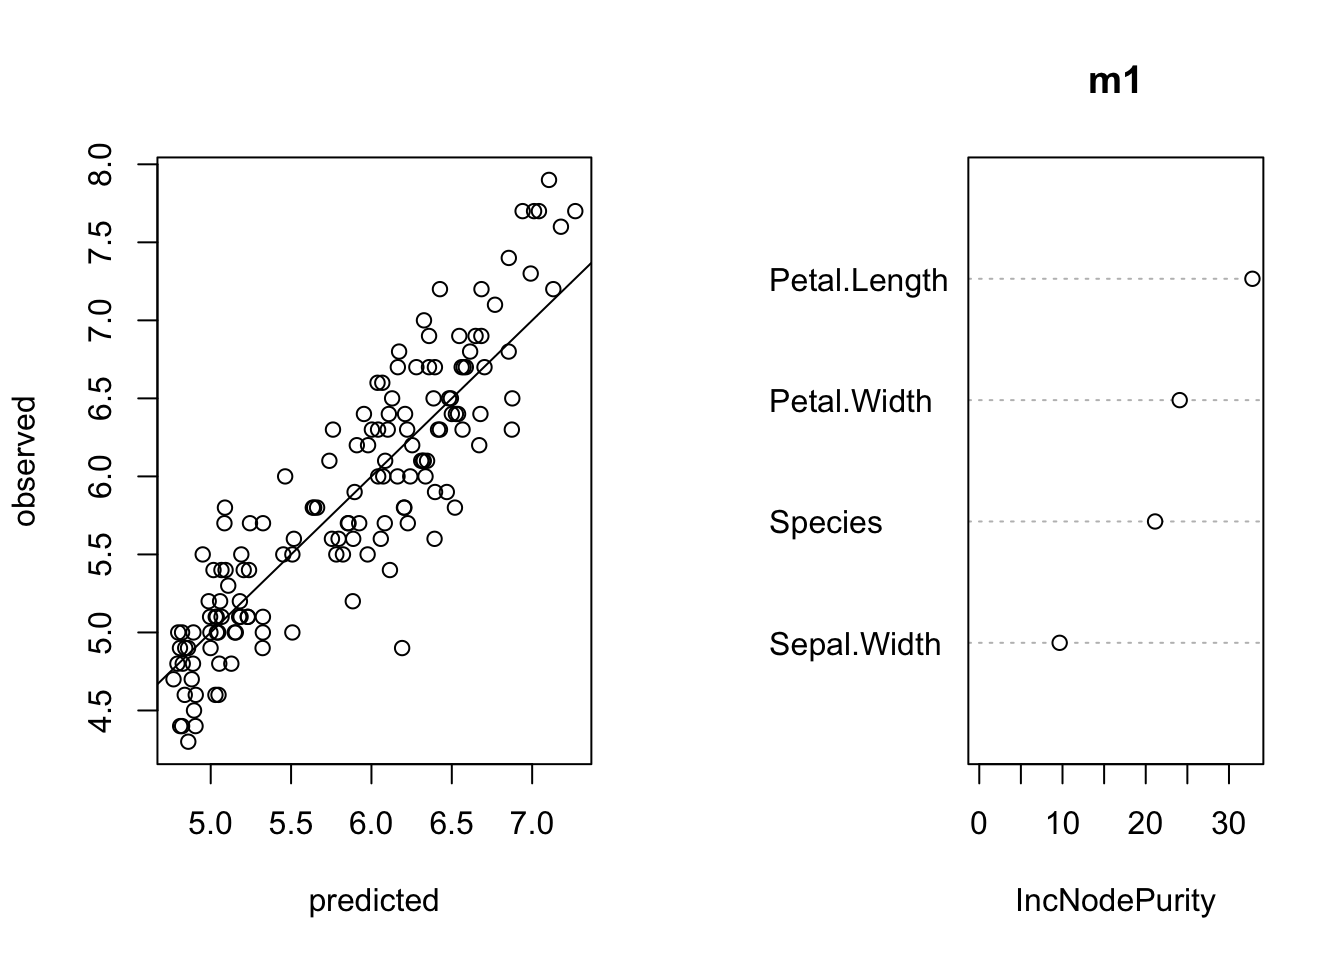 observed
8.0
7.5
7.0
6.5
6.0
5.5
5.0
4.5
5.0 5.5 6.0 6.5 7.0
predicted
m1
Petal.Length
Petal.Width
Species
Sepal.Width
0 10 20 30
IncNodePurity